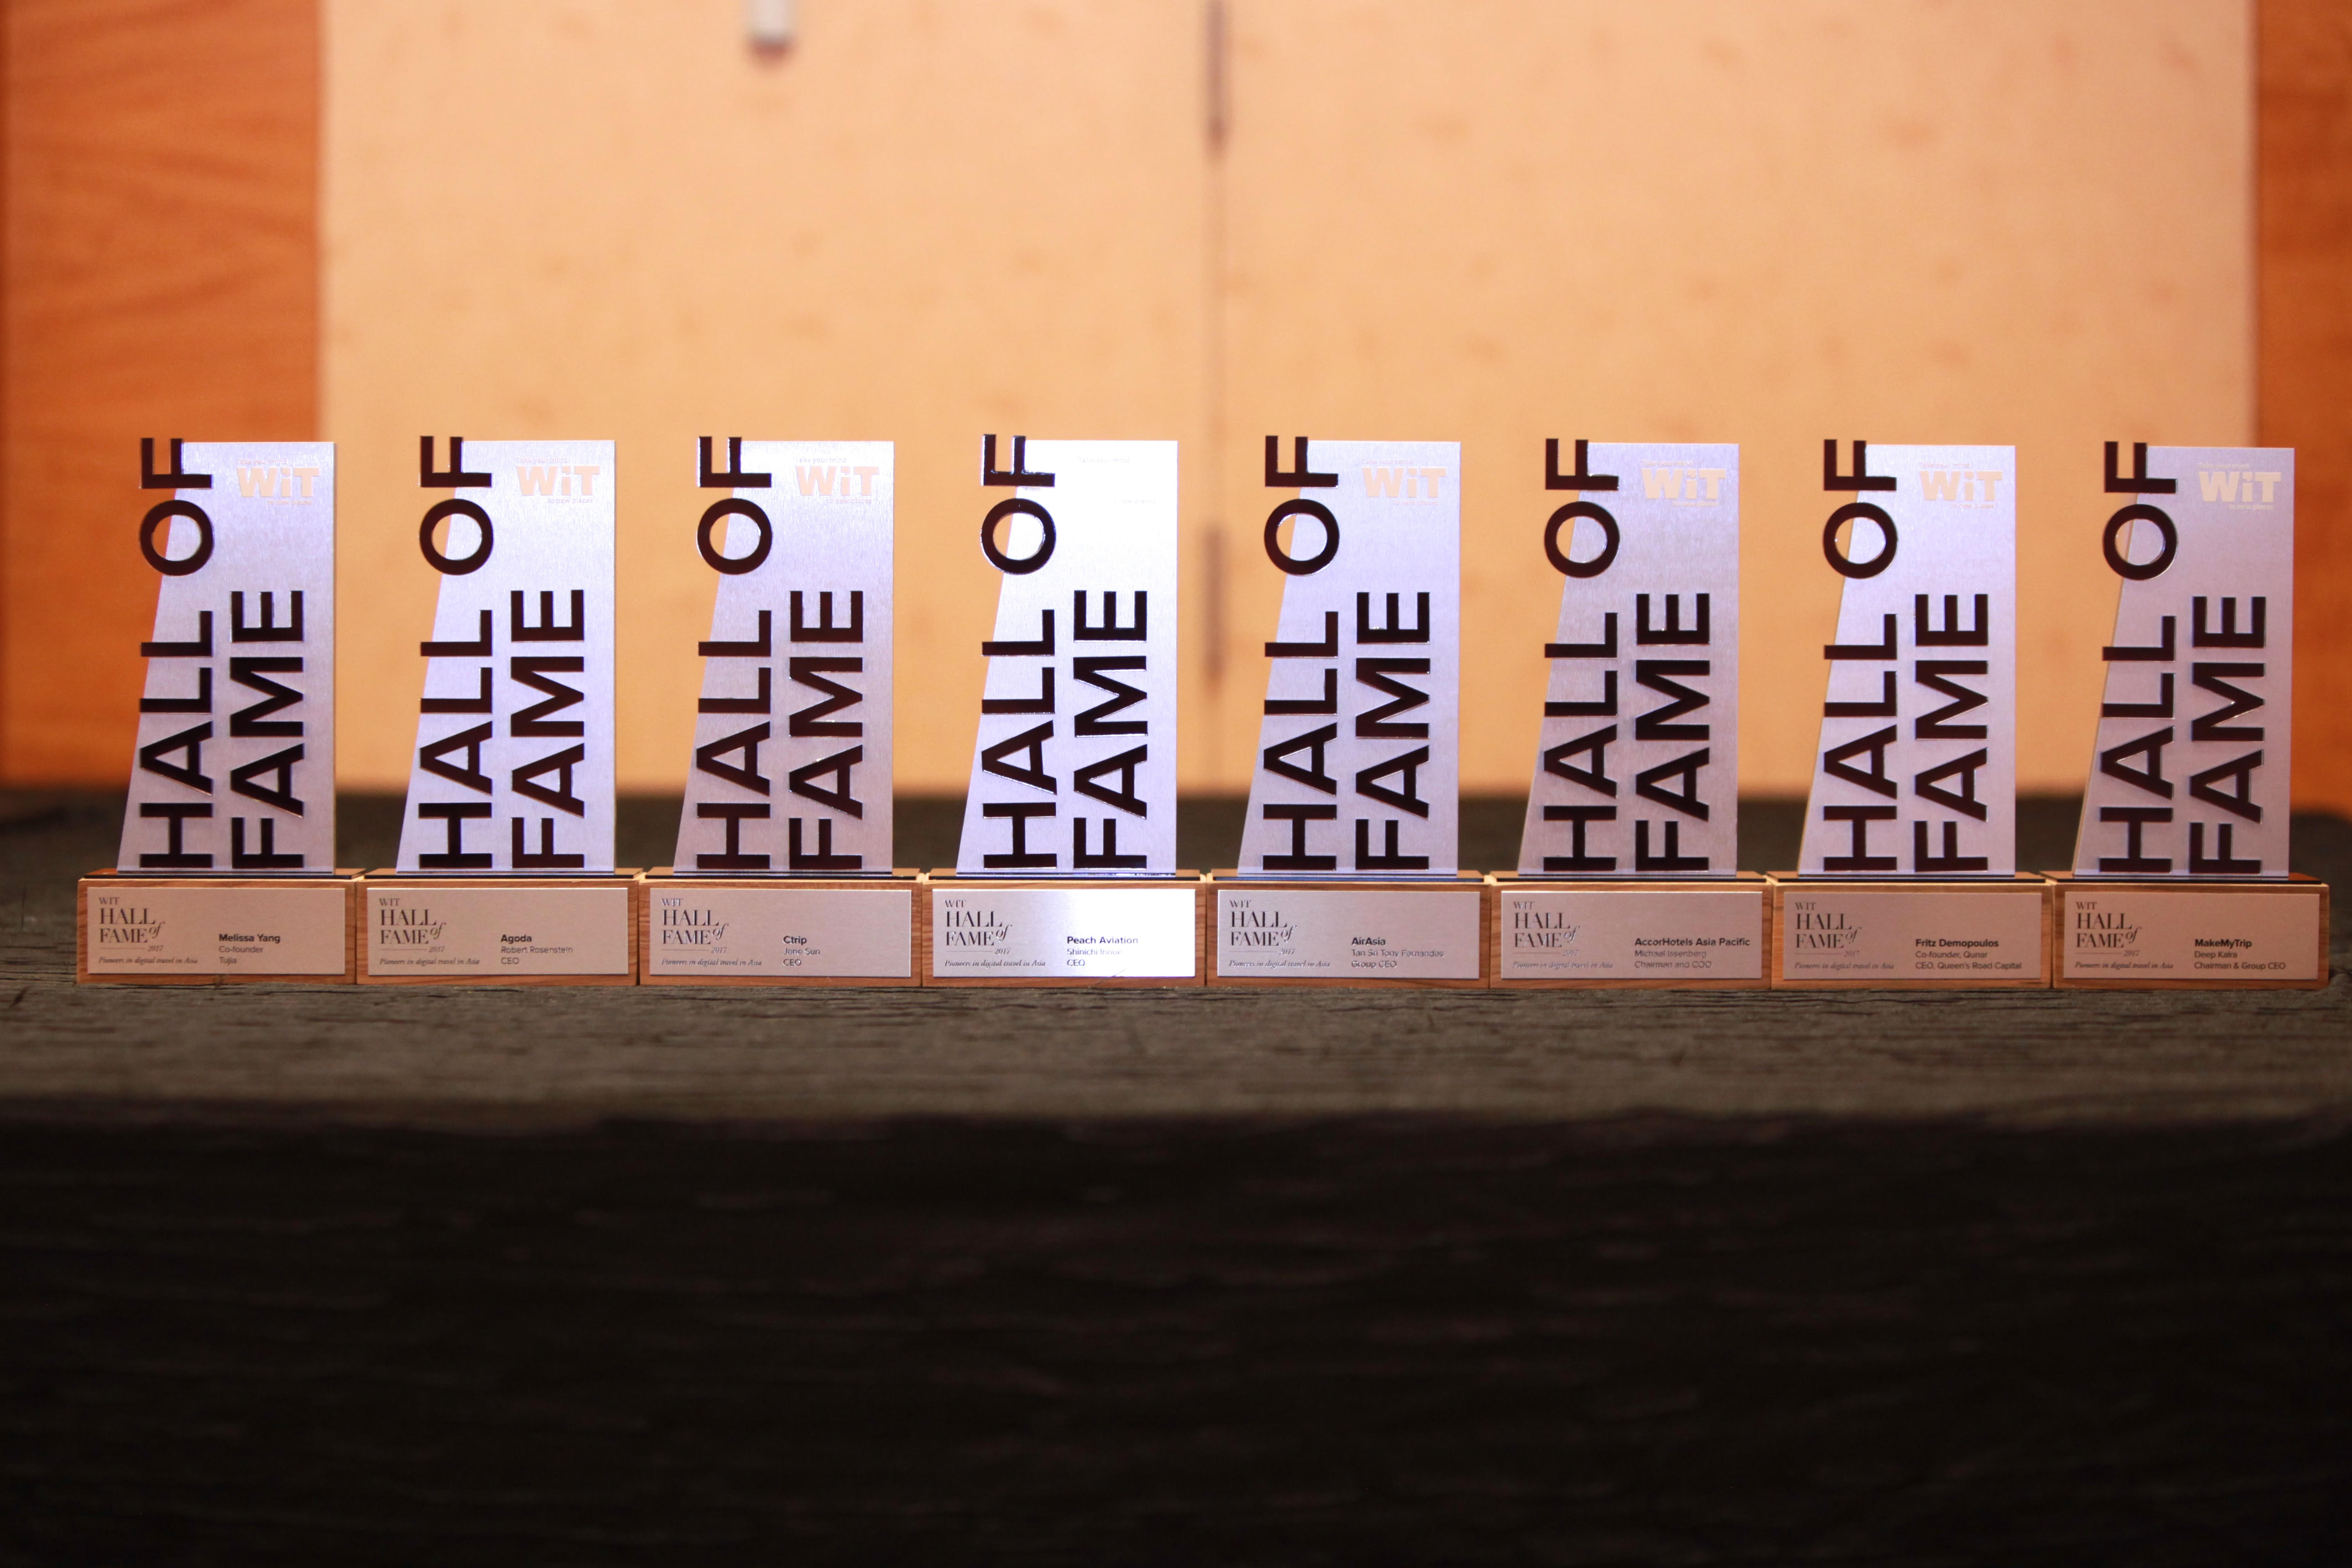 HALL OF
FAME
WiT
WIT
HALL of
FAME
2017
Pioneers in digital travel in Asia
Melissa Yang
Co-founder
Tujia
HALL OF
FAME
WiT
WIT
HALL of
FAME
2017
Pioneers in digital travel in Asia
Agoda
Robert Rosenstein
CEO
HALL OF
FAME
WiT
WIT
HALL of
FAME
2017
Pioneers in digital travel in Asia
Ctrip
Jane Sun
CEO
HALL OF
FAME
WIT
HALL of
FAME
2017
Pioneers in digital travel in Asia
Peach Aviation
Shinichi Inoue
CEO
HALL OF
FAME
WiT
WIT
HALL of
FAME
2017
Pioneers in digital travel in Asia
AirAsia
Tan Sri Tony Fernandes
Group CEO
HALL OF
FAME
WiT
WIT
HALL of
FAME
2017
Pioneers in digital travel in Asia
AccorHotels Asia Pacific
Michael Issenberg
Chairman and COO
HALL OF
FAME
WiT
WIT
HALL of
FAME
2017
Pioneers in digital travel in Asia
Fritz Demopoulos
Co-founder, Qunar
CEO, Queen's Road Capital
HALL OF
FAME
WiT
WIT
HALL of
FAME
2017
Pioneers in digital travel in Asia
MakeMyTrip
Deep Kalra
Chairman & Group CEO